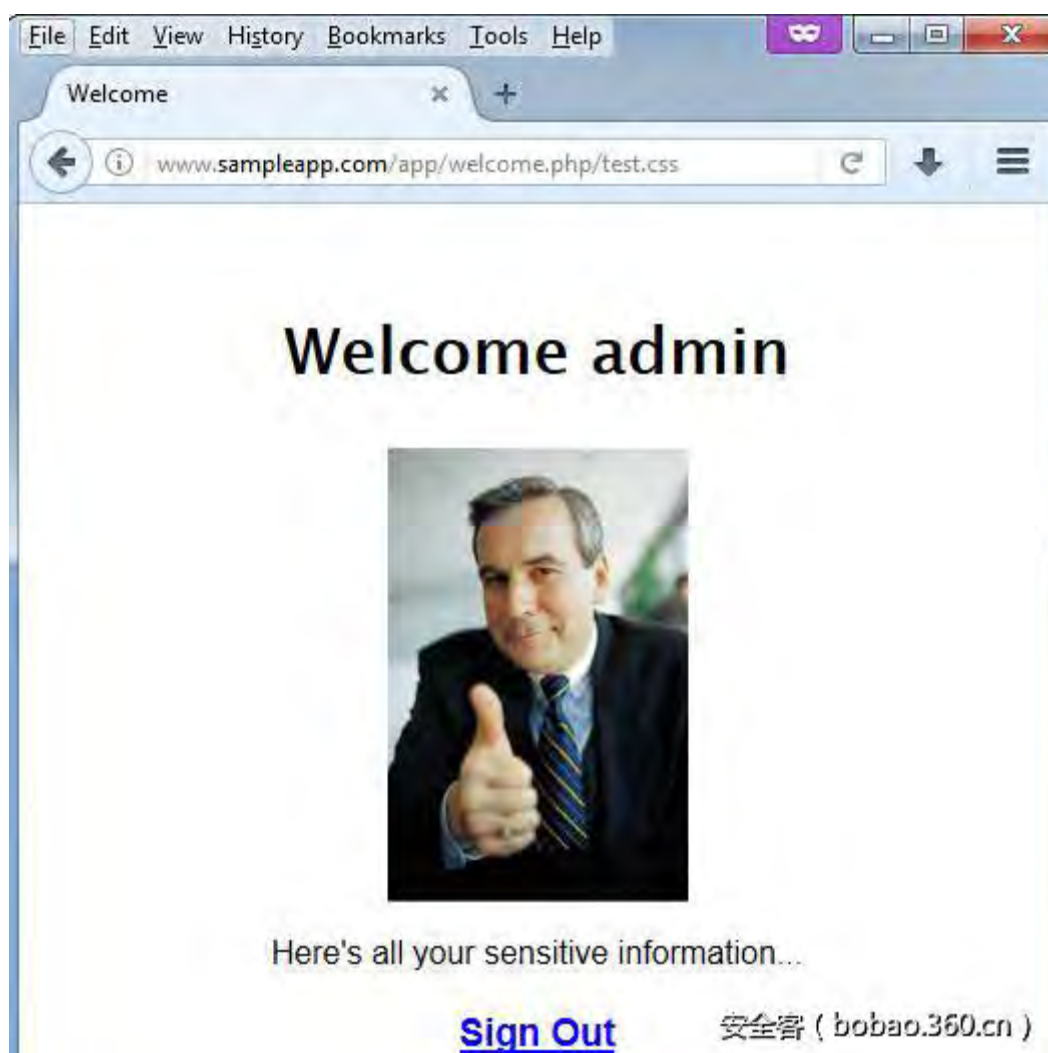 File Edit View History Bookmarks Tools Help
Welcome
www.sampleapp.com/app/welcome.php/test.css
Welcome admin
Here's all your sensitive information...
Sign Out
安全客 ( bobao.360.cn )